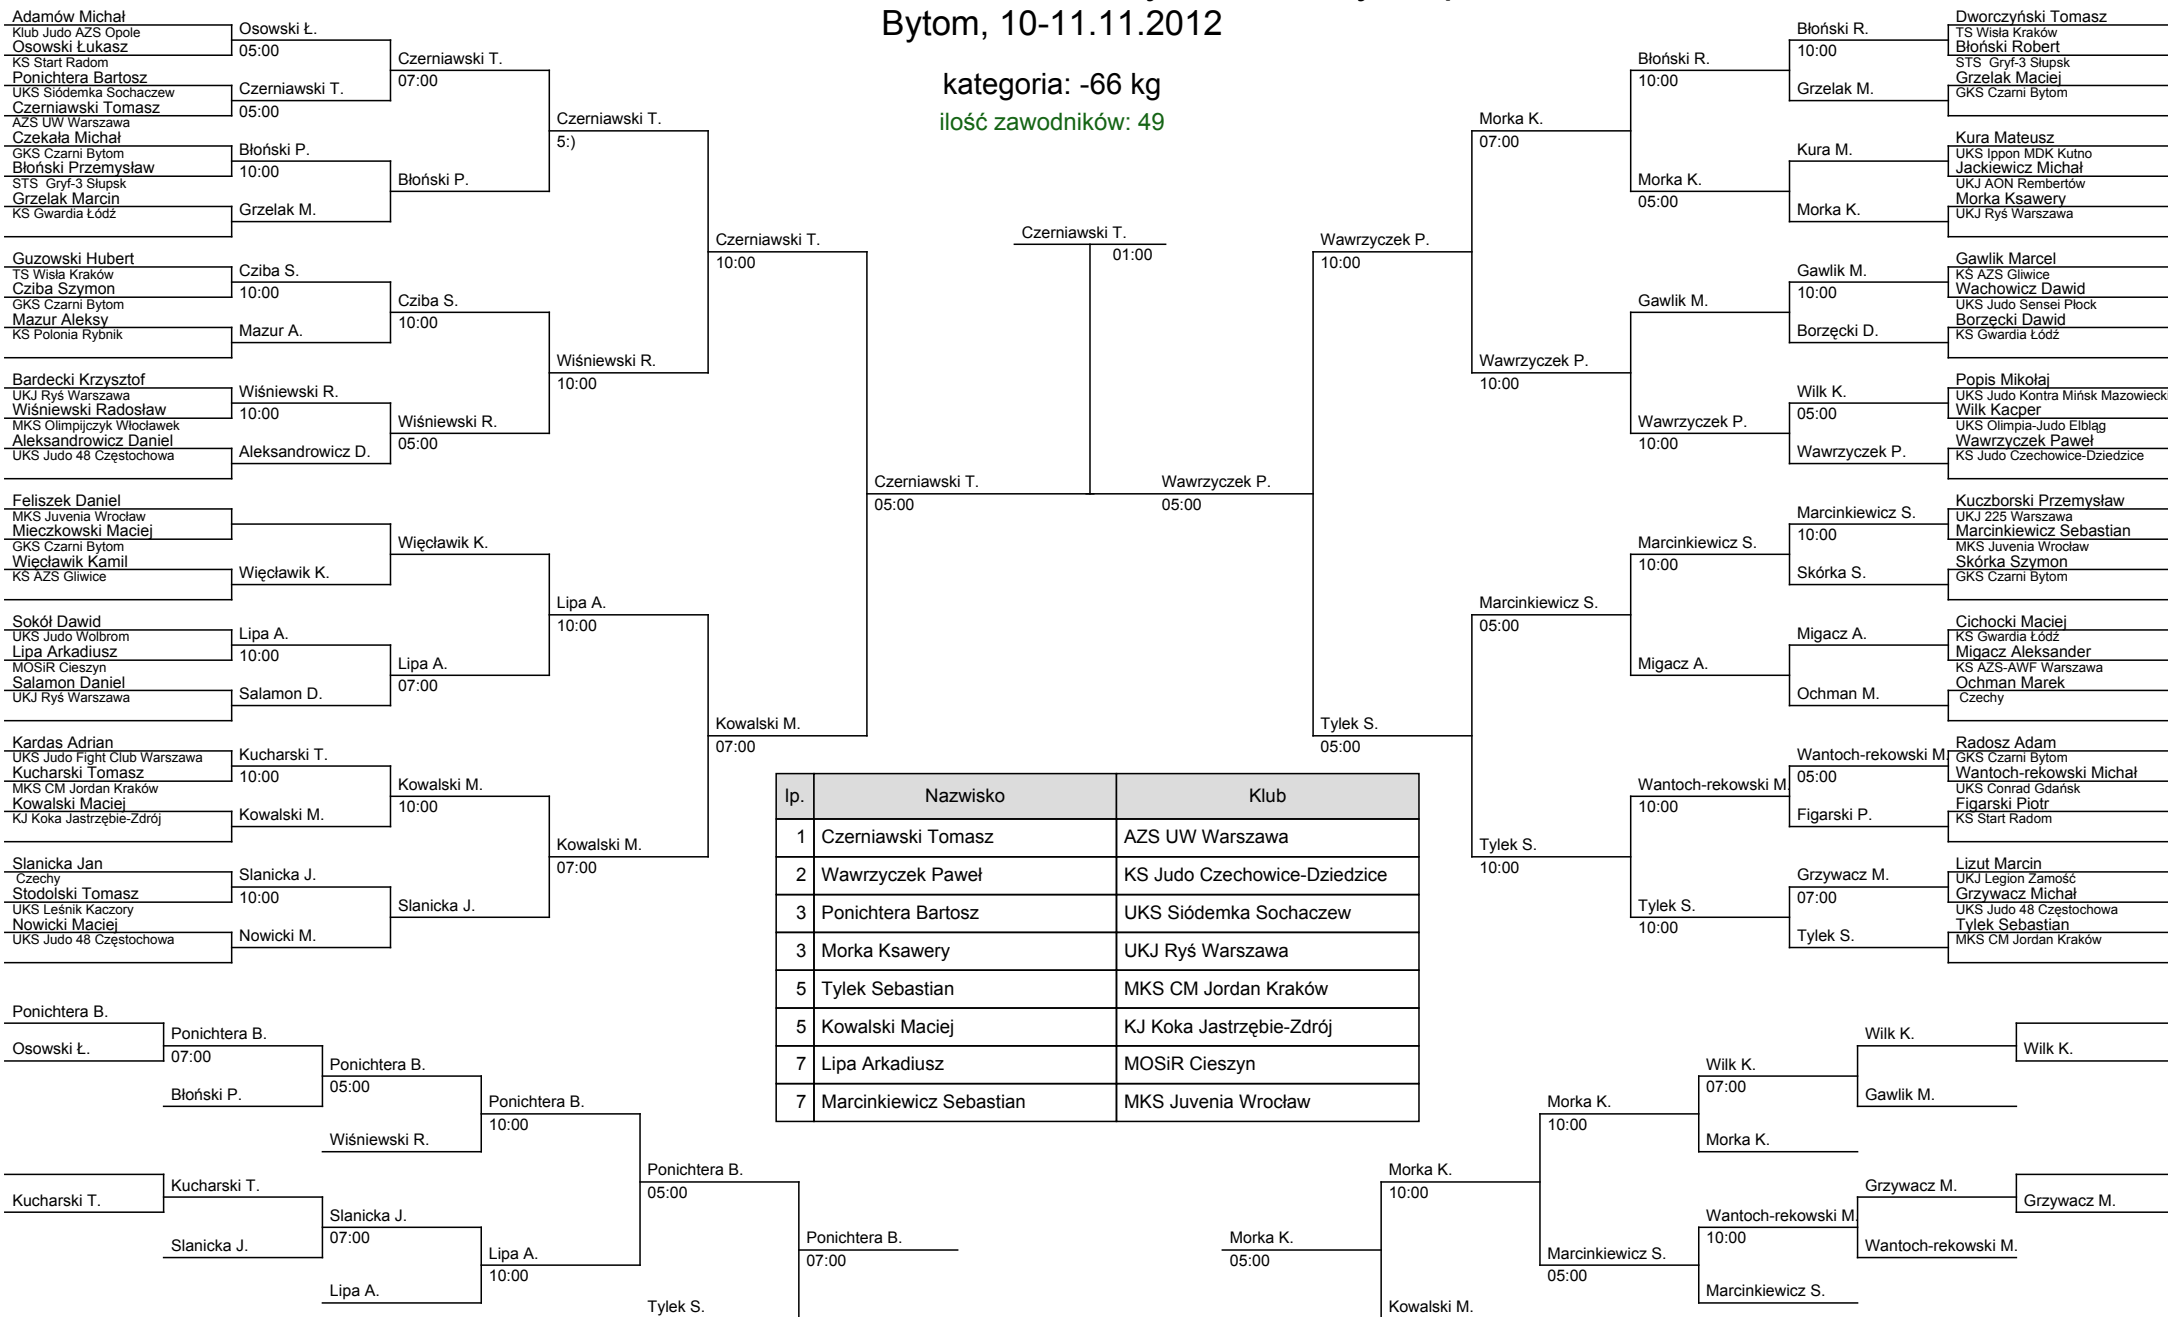 Bytom, 10-11.11.2012
kategoria: -66 kg
ilość zawodników: 49
Adamów Michał
Klub Judo AZS Opole
Osowski Łukasz
KS Start Radom
Ponichtera Bartosz
UKS Siódemka Sochaczew
Czerniawski Tomasz
AZS UW Warszawa
Czekała Michał
GKS Czarni Bytom
Błoński Przemysław
STS Gryf-3 Słupsk
Grzelak Marcin
KS Gwardia Łódź
Guzowski Hubert
TS Wisła Kraków
Cziba Szymon
GKS Czarni Bytom
Mazur Aleksy
KS Polonia Rybnik
Bardecki Krzysztof
UKJ Ryś Warszawa
Wiśniewski Radosław
MKS Olimpijczyk Włocławek
Aleksandrowicz Daniel
UKS Judo 48 Częstochowa
Feliszek Daniel
MKS Juvenia Wrocław
Mieczkowski Maciej
GKS Czarni Bytom
Więcławik Kamil
KS AZS Gliwice
Sokół Dawid
UKS Judo Wolbrom
Lipa Arkadiusz
MOSiR Cieszyn
Salamon Daniel
UKJ Ryś Warszawa
Kardas Adrian
UKS Judo Fight Club Warszawa
Kucharski Tomasz
MKS CM Jordan Kraków
Kowalski Maciej
KJ Koka Jastrzębie-Zdrój
Slanicka Jan
Czechy
Stodolski Tomasz
UKS Leśnik Kaczory
Nowicki Maciej
UKS Judo 48 Częstochowa
Osowski Ł.
05:00
Czerniawski T.
05:00
Błoński P.
10:00
Grzelak M.
Cziba S.
10:00
Mazur A.
Wiśniewski R.
10:00
Aleksandrowicz D.
Więcławik K.
Lipa A.
10:00
Salamon D.
Kucharski T.
10:00
Kowalski M.
Slanicka J.
10:00
Nowicki M.
Czerniawski T.
07:00
Błoński P.
Cziba S.
10:00
Wiśniewski R.
05:00
Więcławik K.
Lipa A.
07:00
Kowalski M.
10:00
Slanicka J.
Czerniawski T.
5:)
Wiśniewski R.
10:00
Lipa A.
10:00
Kowalski M.
07:00
Czerniawski T.
10:00
Kowalski M.
07:00
Czerniawski T.
05:00
Czerniawski T.
01:00
Wawrzyczek P.
05:00
Wawrzyczek P.
10:00
Tylek S.
05:00
Morka K.
07:00
Wawrzyczek P.
10:00
Marcinkiewicz S.
05:00
Tylek S.
10:00
Błoński R.
10:00
Morka K.
05:00
Gawlik M.
Wawrzyczek P.
10:00
Marcinkiewicz S.
10:00
Migacz A.
Wantoch-rekowski M.
10:00
Tylek S.
10:00
Błoński R.
10:00
Grzelak M.
Kura M.
Morka K.
Gawlik M.
10:00
Borzęcki D.
Wilk K.
05:00
Wawrzyczek P.
Marcinkiewicz S.
10:00
Skórka S.
Migacz A.
Ochman M.
Wantoch-rekowski M.
05:00
Figarski P.
Grzywacz M.
07:00
Tylek S.
Dworczyński Tomasz
TS Wisła Kraków
Błoński Robert
STS Gryf-3 Słupsk
Grzelak Maciej
GKS Czarni Bytom
Kura Mateusz
UKS Ippon MDK Kutno
Jackiewicz Michał
UKJ AON Rembertów
Morka Ksawery
UKJ Ryś Warszawa
Gawlik Marcel
KS AZS Gliwice
Wachowicz Dawid
UKS Judo Sensei Płock
Borzęcki Dawid
KS Gwardia Łódź
Popis Mikołaj
UKS Judo Kontra Mińsk Mazowiecki
Wilk Kacper
UKS Olimpia-Judo Elbląg
Wawrzyczek Paweł
KS Judo Czechowice-Dziedzice
Kuczborski Przemysław
UKJ 225 Warszawa
Marcinkiewicz Sebastian
MKS Juvenia Wrocław
Skórka Szymon
GKS Czarni Bytom
Cichocki Maciej
KS Gwardia Łódź
Migacz Aleksander
KS AZS-AWF Warszawa
Ochman Marek
Czechy
Radosz Adam
GKS Czarni Bytom
Wantoch-rekowski Michał
UKS Conrad Gdańsk
Figarski Piotr
KS Start Radom
Lizut Marcin
UKJ Legion Zamość
Grzywacz Michał
UKS Judo 48 Częstochowa
Tylek Sebastian
MKS CM Jordan Kraków
lp. Nazwisko Klub
1 Czerniawski Tomasz AZS UW Warszawa
2 Wawrzyczek Paweł KS Judo Czechowice-Dziedzice
3 Ponichtera Bartosz UKS Siódemka Sochaczew
3 Morka Ksawery UKJ Ryś Warszawa
5 Tylek Sebastian MKS CM Jordan Kraków
5 Kowalski Maciej KJ Koka Jastrzębie-Zdrój
7 Lipa Arkadiusz MOSiR Cieszyn
7 Marcinkiewicz Sebastian MKS Juvenia Wrocław
Ponichtera B.
Osowski Ł.
Kucharski T.
Ponichtera B.
07:00
Błoński P.
Kucharski T.
Slanicka J.
Ponichtera B.
05:00
Wiśniewski R.
Slanicka J.
07:00
Lipa A.
Ponichtera B.
10:00
Lipa A.
10:00
Ponichtera B.
05:00
Tylek S.
Ponichtera B.
07:00
Morka K.
05:00
Morka K.
10:00
Kowalski M.
Morka K.
10:00
Marcinkiewicz S.
05:00
Wilk K.
07:00
Morka K.
Wantoch-rekowski M.
10:00
Marcinkiewicz S.
Wilk K.
Gawlik M.
Grzywacz M.
Wantoch-rekowski M.
Wilk K.
Grzywacz M.